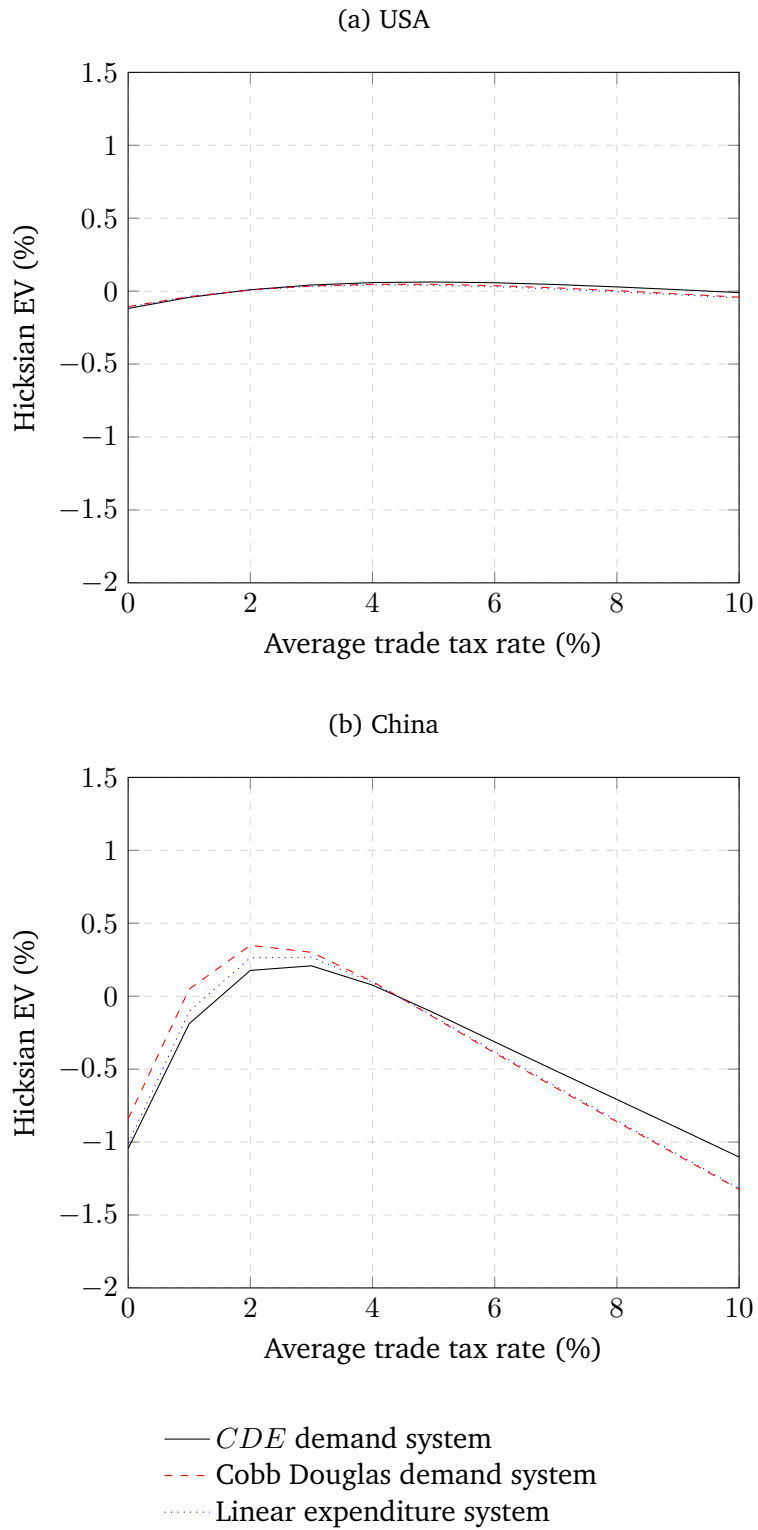 (a) USA
1.5
1
0.5
0
−0.5
−1
−1.5
−2
Hicksian EV (%)
0 2 4 6 8 10
Average trade tax rate (%)
(b) China
1.5
1
0.5
0
−0.5
−1
−1.5
−2
Hicksian EV (%)
0 2 4 6 8 10
Average trade tax rate (%)
CDE demand system
Cobb Douglas demand system
Linear expenditure system